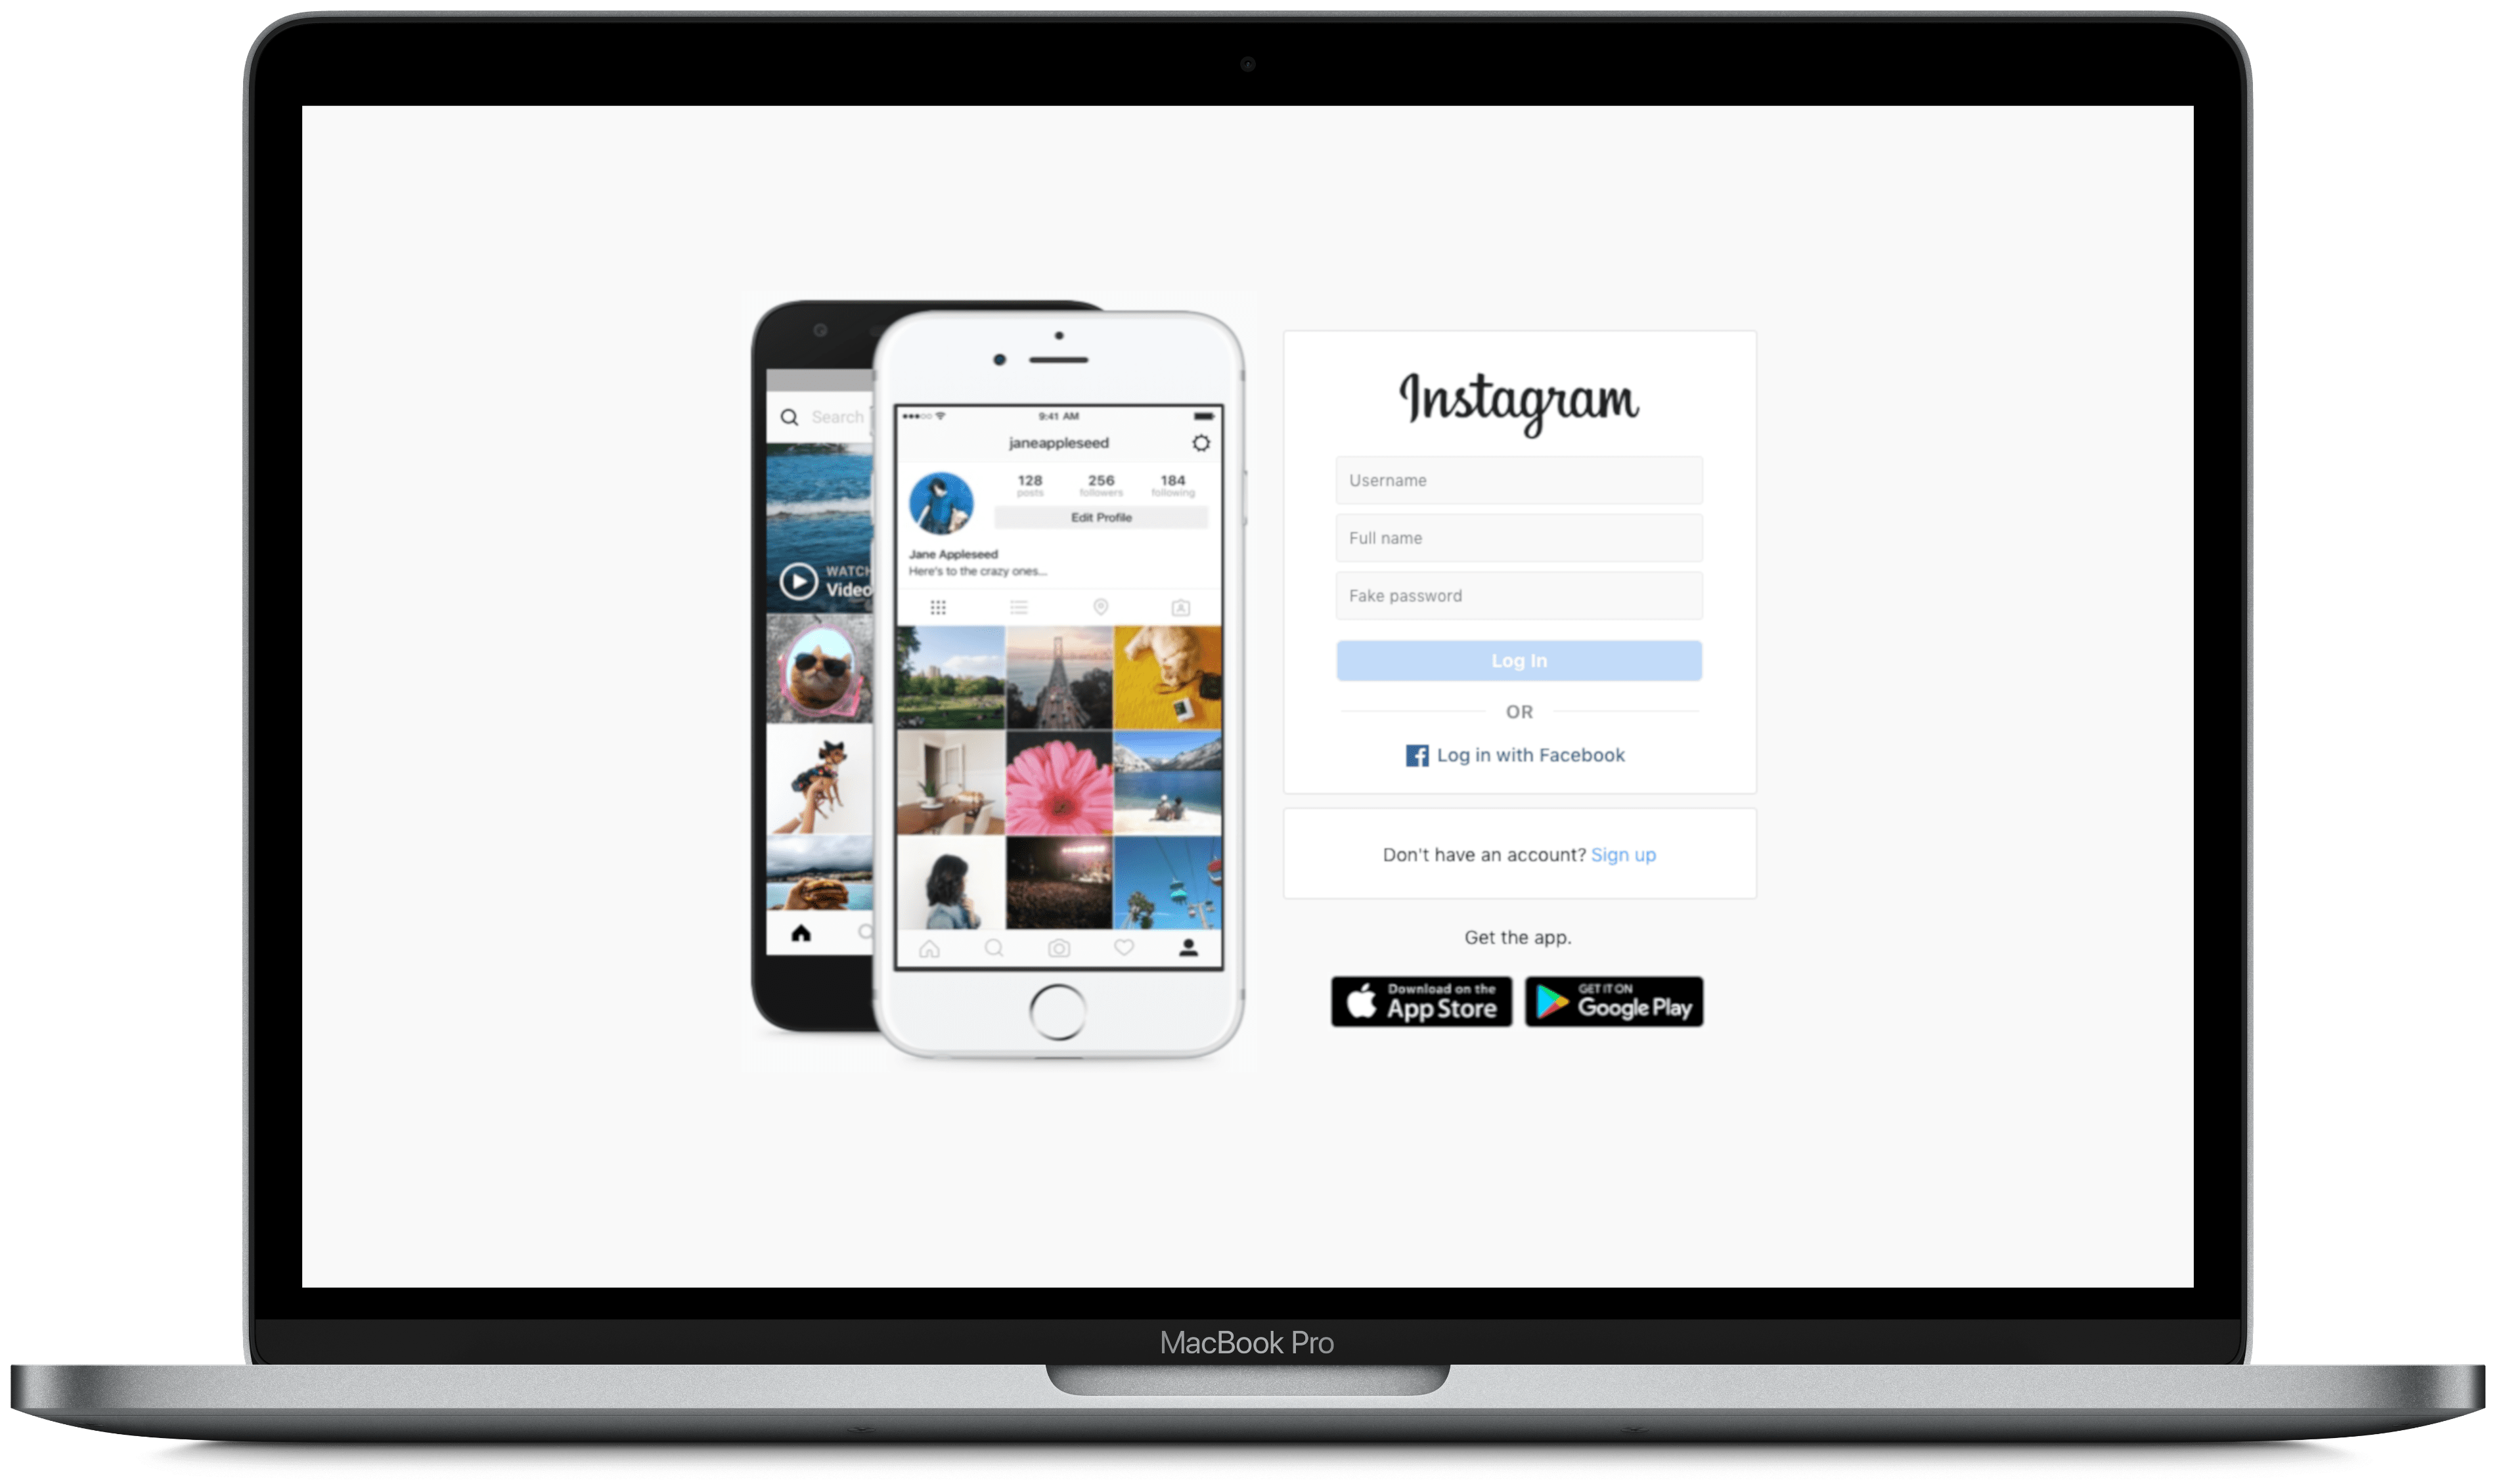 Search
WATCH
Video
9:41 AM
janeappleseed
128 256 184
posts followers following
Edit Profile
Jane Appleseed
Here's to the crazy ones...
Instagram
Username
Full name
Fake password
Log In
OR
Log in with Facebook
Don't have an account? Sign up
Get the app.
Download on the
App Store
GET IT ON
Google Play
MacBook Pro